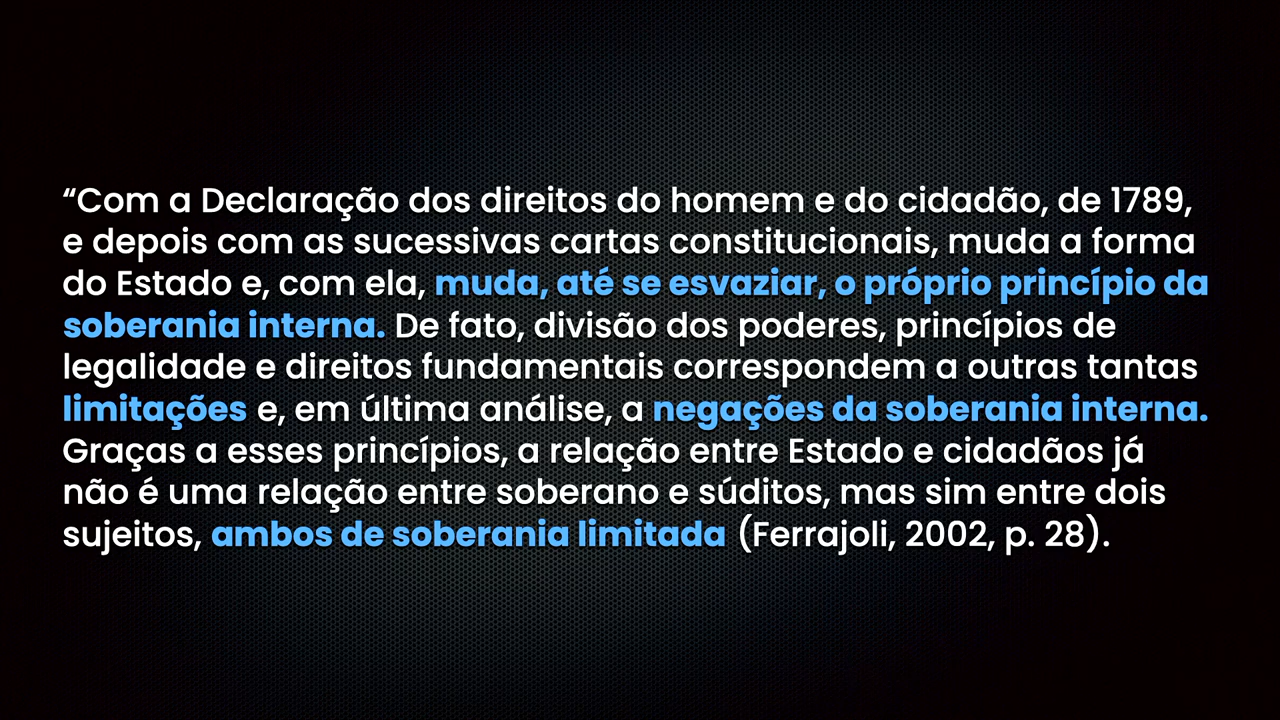 “Com a Declaração dos direitos do homem e do cidadão, de 1789,
e depois com as sucessivas cartas constitucionais, muda a forma
do Estado e, com ela, muda, até se esvaziar, o próprio princípio da
soberania interna. De fato, divisão dos poderes, princípios de
legalidade e direitos fundamentais correspondem a outras tantas
limitações e, em última análise, a negações da soberania interna.
Graças a esses princípios, a relação entre Estado e cidadãos já
não é uma relação entre soberano e súditos, mas sim entre dois
sujeitos, ambos de soberania limitada (Ferrajoli, 2002, p. 28).